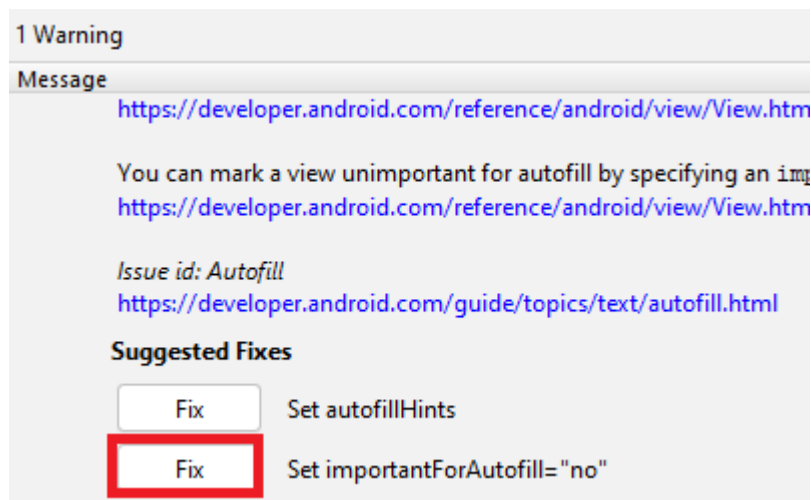 1 Warning
Message
https://developer.android.com/reference/android/view/View.htm
You can mark a view unimportant for autofill by specifying an imp
https://developer.android.com/reference/android/view/View.htm
Issue id: Autofill
https://developer.android.com/guide/topics/text/autofill.html
Suggested Fixes
Fix Set autofillHints
Fix Set importantForAutofill="no"